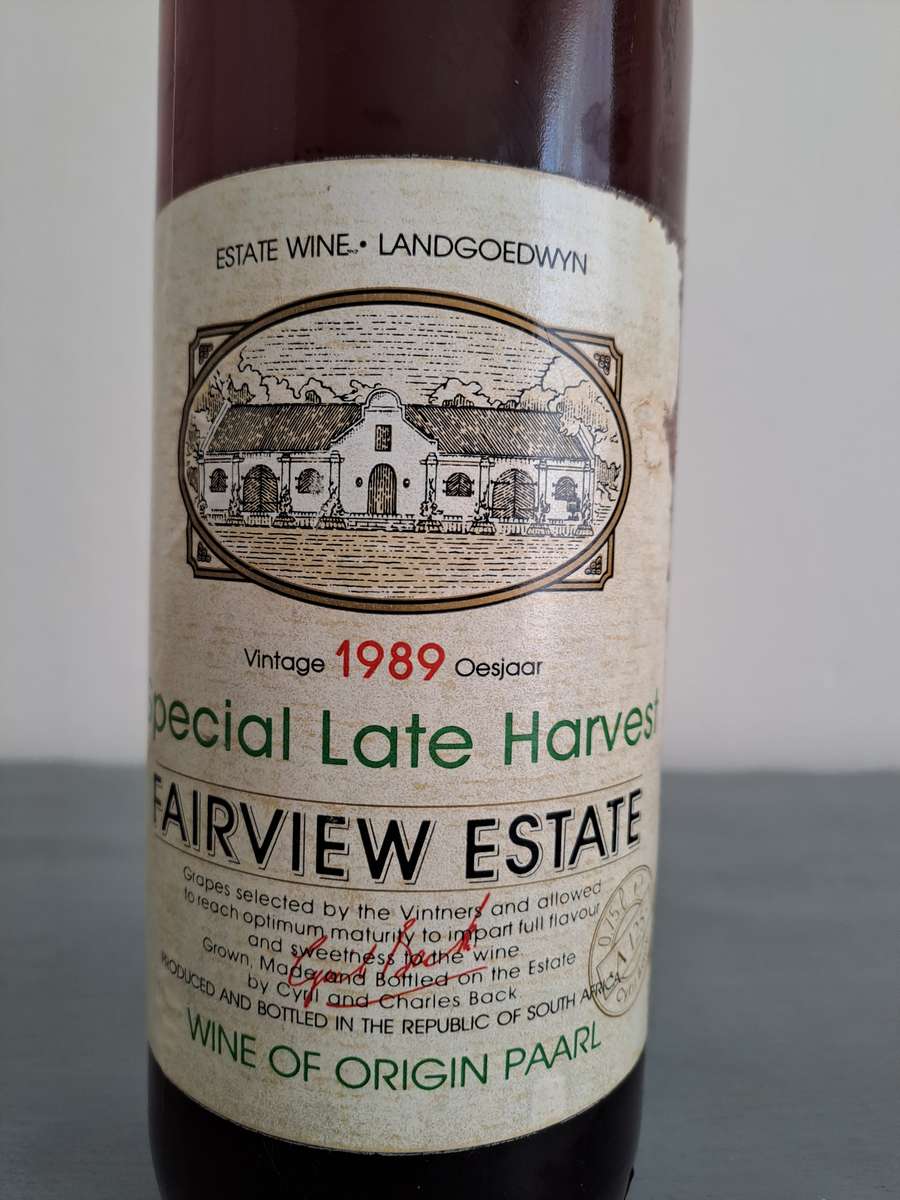 ESTATE WINE • LANDGOEDWYN
Vintage 1989 Oesjaar
Special Late Harvest
FAIRVIEW ESTATE
Grapes selected by the Vintners and allowed
to reach optimum maturity to impart full flavour
and sweetness to the wine.
Grown, Made and Bottled on the Estate
by Cyril and Charles Back
PRODUCED AND BOTTLED IN THE REPUBLIC OF SOUTH AFRICA
WINE OF ORIGIN PAARL